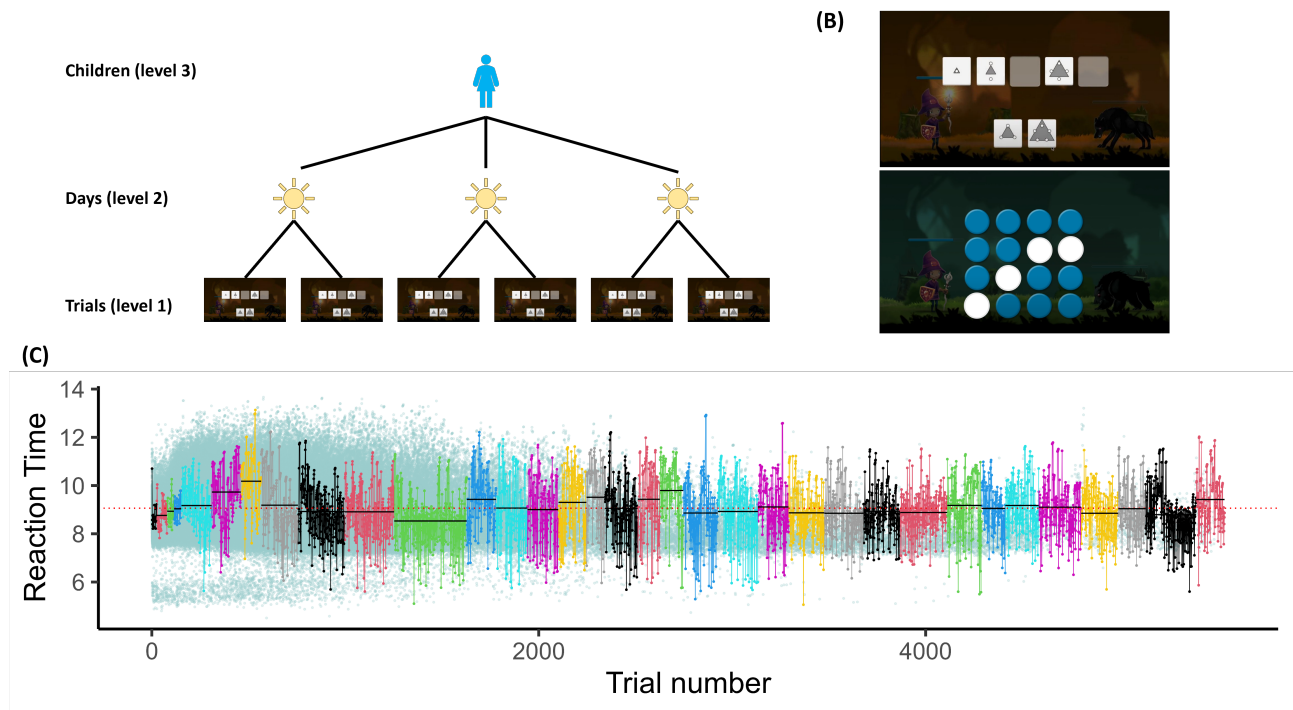 (B)
Children (level 3)
Days (level 2)
Trials (level 1)
(C)
14
12
10
8
6
Reaction Time
0
2000
4000
Trial number